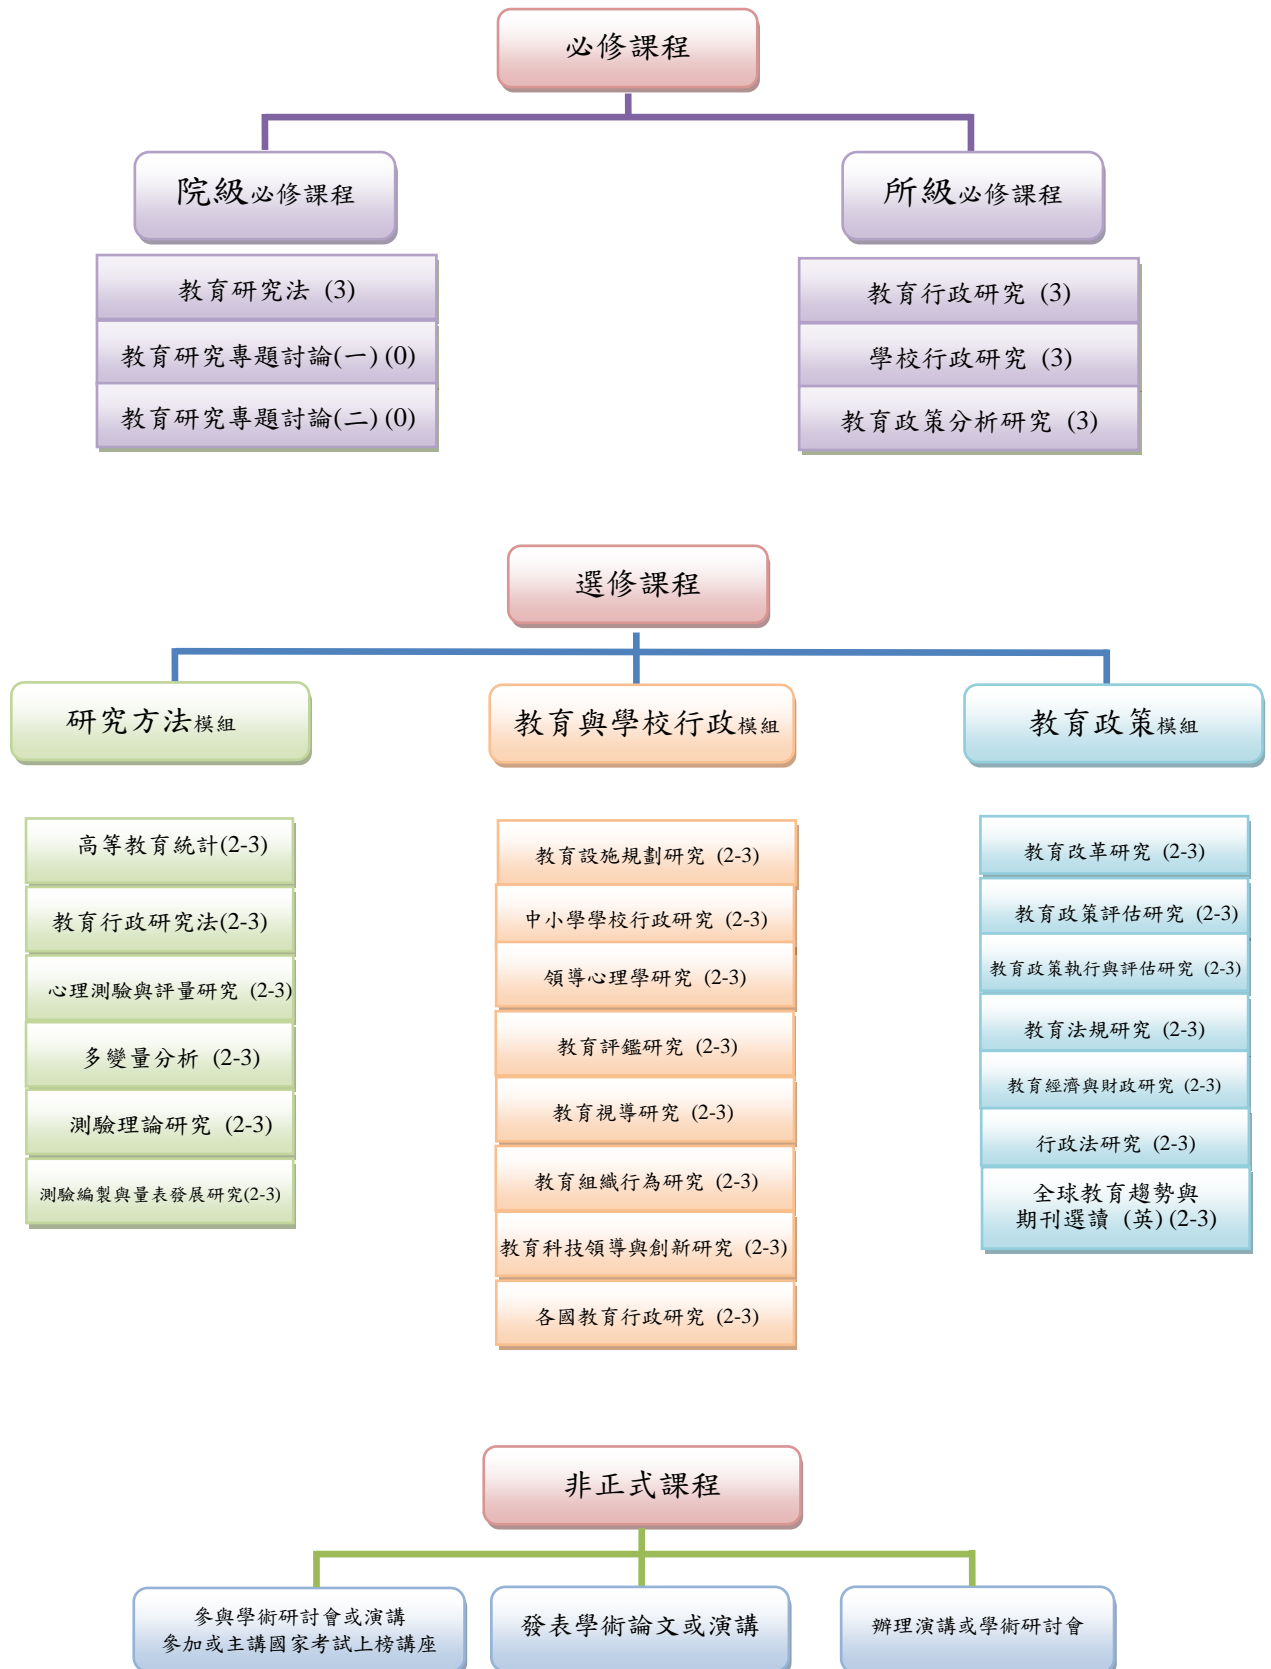 必修課程
院級必修課程
教育研究法 (3)
教育研究專題討論(一) (0)
教育研究專題討論(二) (0)
所級必修課程
教育行政研究 (3)
學校行政研究 (3)
教育政策分析研究 (3)
選修課程
研究方法模組
高等教育統計(2-3)
教育行政研究法(2-3)
心理測驗與評量研究 (2-3)
多變量分析 (2-3)
測驗理論研究 (2-3)
測驗編製與量表發展研究(2-3)
教育與學校行政模組
教育設施規劃研究 (2-3)
中小學學校行政研究 (2-3)
領導心理學研究 (2-3)
教育評鑑研究 (2-3)
教育視導研究 (2-3)
教育組織行為研究 (2-3)
教育科技領導與創新研究 (2-3)
各國教育行政研究 (2-3)
教育政策模組
教育改革研究 (2-3)
教育政策評估研究 (2-3)
教育政策執行與評估研究 (2-3)
教育法規研究 (2-3)
教育經濟與財政研究 (2-3)
行政法研究 (2-3)
全球教育趨勢與
期刊選讀 (英) (2-3)
非正式課程
參與學術研討會或演講
參加或主講國家考試上榜講座
發表學術論文或演講
辦理演講或學術研討會